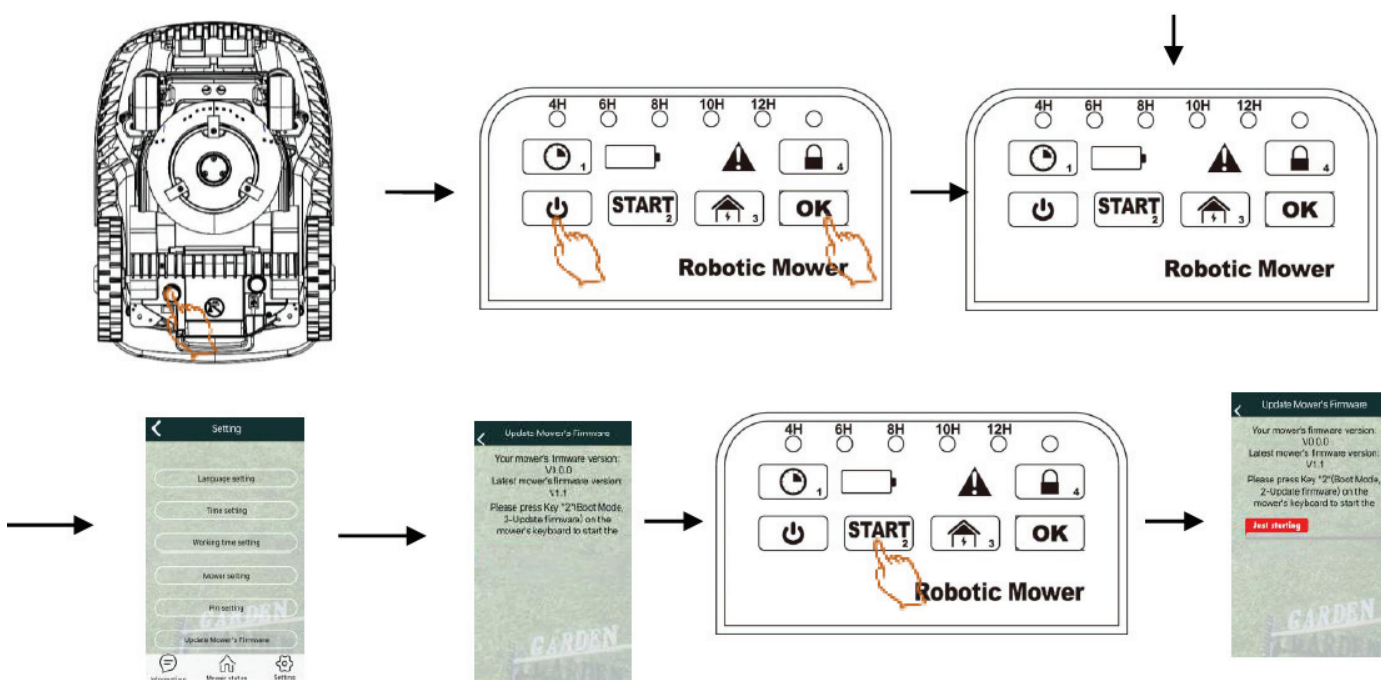 4H 6H 8H 10H 12H
1 4
START 2 3 OK
Robotic Mower
4H 6H 8H 10H 12H
1 4
START 2 3 OK
Robotic Mower
Setting
Language setting
Time setting
Working time setting
Mower setting
Pin setting
Update Mower's Firmware
GARDEN
Information Mower status Setting
Update Mower's Firmware
Your mower's firmware version:
V0.0.0
Latest mower's firmware version:
V1.1
Please press Key "2"(Boot Mode,
2-Update firmware) on the
mower's keyboard to start the
GARDEN
4H 6H 8H 10H 12H
1 4
START 2 3 OK
Robotic Mower
Update Mower's Firmware
Your mower's firmware version:
V0.0.0
Latest mower's firmware version:
V1.1
Please press Key "2"(Boot Mode,
2-Update firmware) on the
mower's keyboard to start the
Just starting
GARDEN